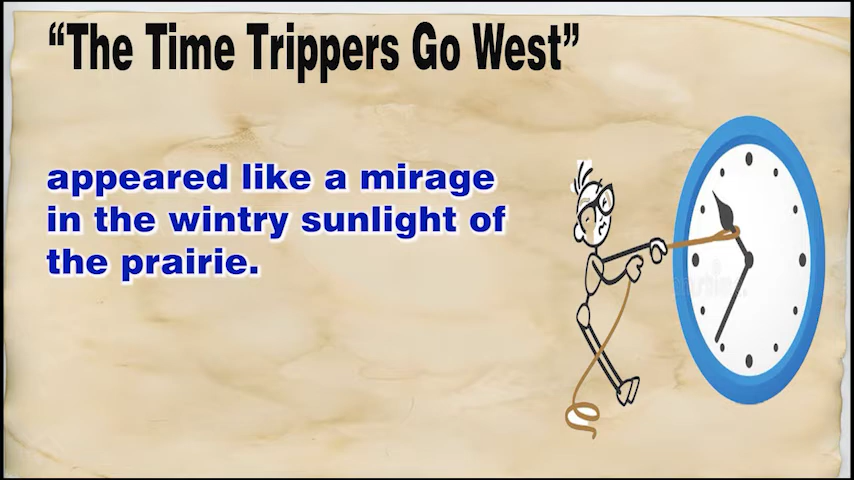 “The Time Trippers Go West”
appeared like a mirage
in the wintry sunlight of
the prairie.